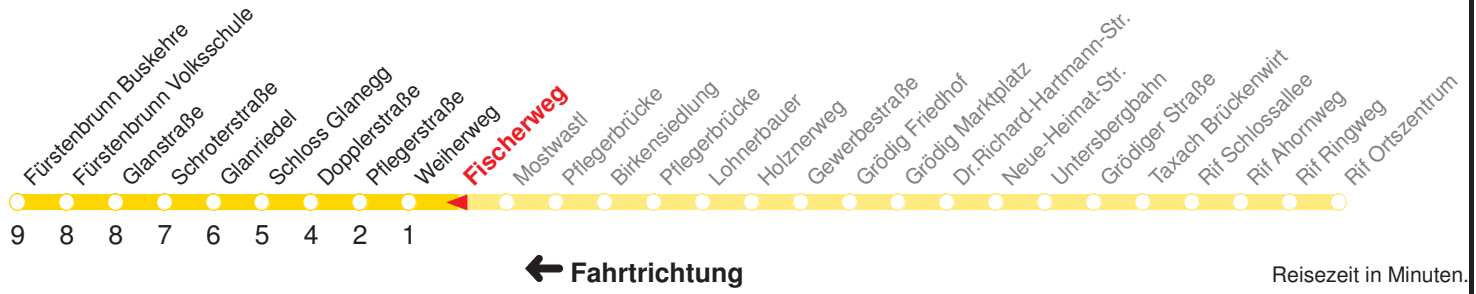 Fürstenbrunn Buskehre
Fürstenbrunn Volksschule
Glanstraße
Schroterstraße
Glanriedel
Schloss Glanegg
Dopplerstraße
Pflegerstraße
Weiherweg
Fischerweg
Mostwastl
Pflegerbrücke
Birkensiedlung
Pflegerbrücke
Lohnerbauer
Holznerweg
Gewerbestraße
Grödig Friedhof
Grödig Marktplatz
Dr.Richard-Hartmann-Str.
Neue-Heimat-Str.
Untersbergbahn
Grödiger Straße
Taxach Brückenwirt
Rif Schlossallee
Rif Ahornweg
Rif Ringweg
Rif Ortszentrum
9 8 8 7 6 5 4 2 1
Fahrtrichtung
Reisezeit in Minuten.